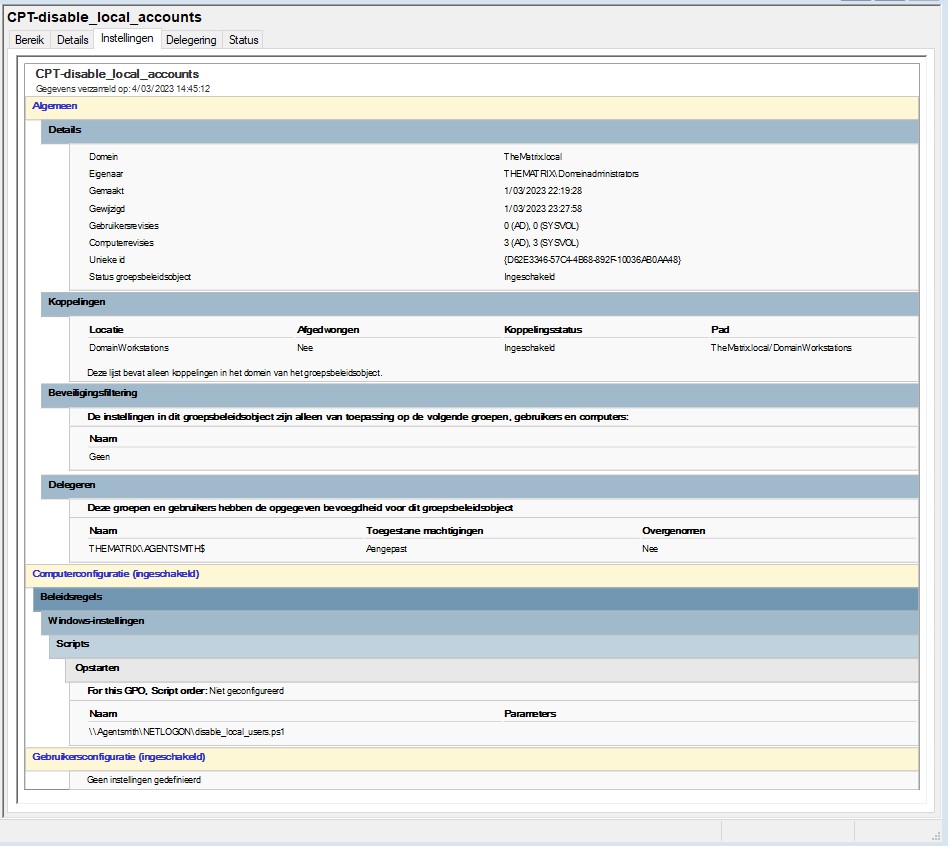 CPT-disable_local_accounts
Bereik Details Instellingen Delegering Status
CPT-disable_local_accounts
Gegevens verzameld op: 4/03/2023 14:45:12
Algemeen
Details
Domein TheMatrix.local
Eigenaar THEMATRIX\Domeinadministrators
Gemaakt 1/03/2023 22:19:28
Gewijzigd 1/03/2023 23:27:58
Gebruikersrevisies 0 (AD), 0 (SYSVOL)
Computerrevisies 3 (AD), 3 (SYSVOL)
Unieke id {D62E3346-57C4-4B68-892F-10036AB0AA48}
Status groepsbeleidsobject Ingeschakeld
Koppelingen
Locatie Afgedwongen Koppelingsstatus Pad
DomainWorkstations Nee Ingeschakeld TheMatrix.local/DomainWorkstations
Deze lijst bevat alleen koppelingen in het domein van het groepsbeleidsobject.
Beveiligingsfiltering
De instellingen in dit groepsbeleidsobject zijn alleen van toepassing op de volgende groepen, gebruikers en computers:
Naam
Geen
Delegeren
Deze groepen en gebruikers hebben de opgegeven bevoegdheid voor dit groepsbeleidsobject
Naam Toegestane machtigingen Overgenomen
THEMATRIX\AGENTSMITH$ Aangepast Nee
Computerconfiguratie (ingeschakeld)
Beleidsregels
Windows-instellingen
Scripts
Opstarten
For this GPO, Script order: Niet geconfigureerd
Naam Parameters
\\Agentsmith\NETLOGON\disable_local_users.ps1
Gebruikersconfiguratie (ingeschakeld)
Geen instellingen gedefinieerd